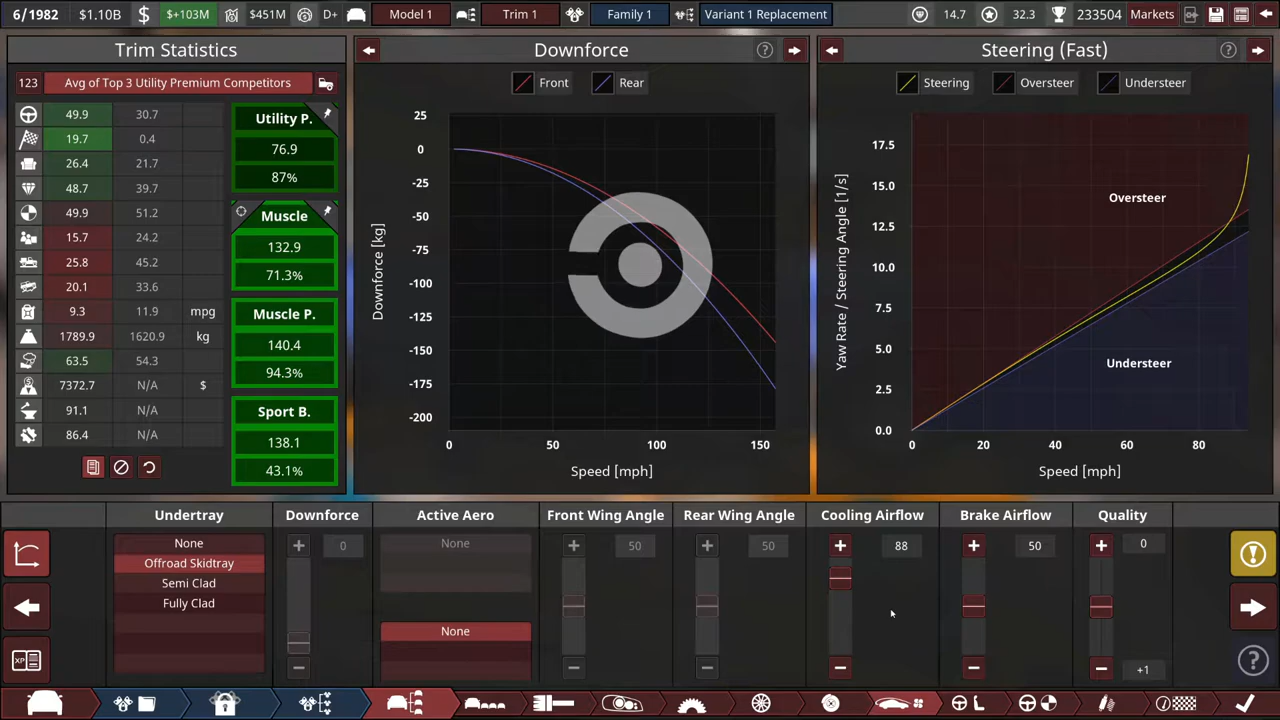 6/1982 $1.10B $+103M $451M D+ Model 1 Trim 1 Family 1 Variant 1 Replacement 14.7 32.3 233504 Markets
Trim Statistics
123 Avg of Top 3 Utility Premium Competitors
49.9 30.7
19.7 0.4
26.4 21.7
48.7 39.7
49.9 51.2
15.7 24.2
25.8 45.2
20.1 33.6
9.3 11.9 mpg
1789.9 1620.9 kg
63.5 54.3
7372.7 N/A $
91.1 N/A
86.4 N/A
Utility P.
76.9
87%
Muscle
132.9
71.3%
Muscle P.
140.4
94.3%
Sport B.
138.1
43.1%
Downforce ?
Front Rear
25
0
-25
-50
-75
-100
-125
-150
-175
-200
Downforce [kg]
0 50 100 150
Speed [mph]
Steering (Fast) ?
Steering Oversteer Understeer
17.5
15.0
12.5
10.0
7.5
5.0
2.5
0.0
Yaw Rate / Steering Angle [1/s]
Oversteer
Understeer
0 20 40 60 80
Speed [mph]
Undertray
None
Offroad Skidtray
Semi Clad
Fully Clad
Downforce
0
Active Aero
None
None
Front Wing Angle
50
Rear Wing Angle
50
Cooling Airflow
88
Brake Airflow
50
Quality
0
+1
XP
?